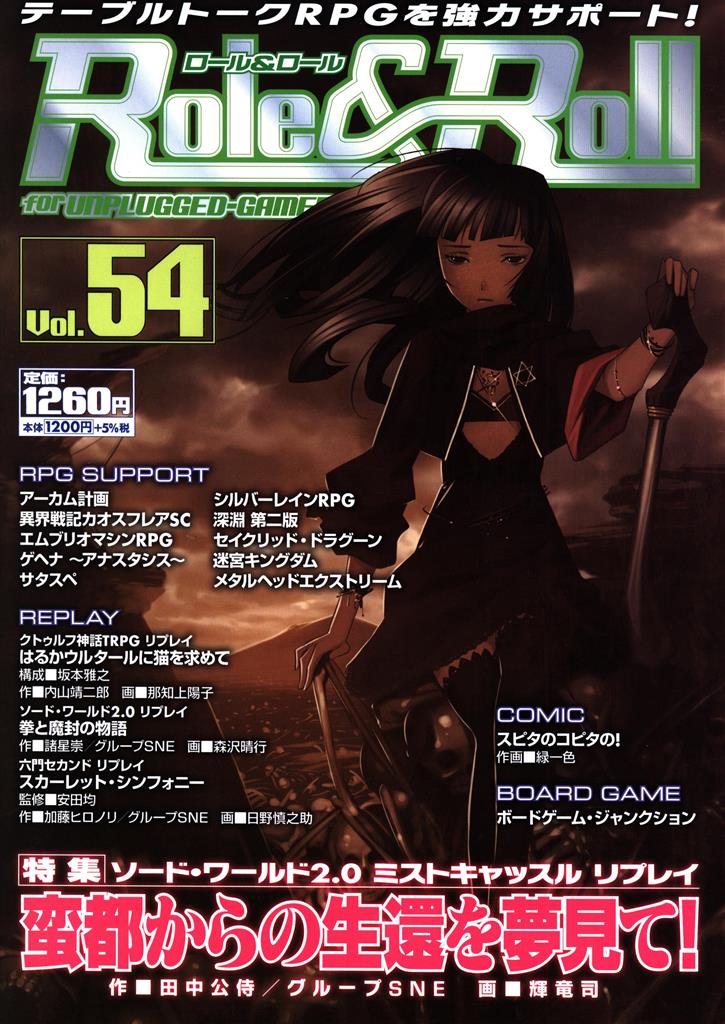 テーブルトークRPGを強力サポート!
ロール&ロール
Role&Roll
for UNPLUGGED-GAME
Vol. 54
定価:
1260円
本体1200円+5%税
RPG SUPPORT
アーカム計画
異界戦記カオスフレアSC
エムブリオマシンRPG
ゲヘナ ～アナスタシス～
サタスペ
シルバーレインRPG
深淵 第二版
セイクリッド・ドラグーン
迷宮キングダム
メタルヘッドエクストリーム
REPLAY
クトゥルフ神話TRPG リプレイ
はるかウルタールに猫を求めて
構成■坂本雅之
作■内山靖二郎 画■那知上陽子
ソード・ワールド2.0 リプレイ
拳と魔封の物語
作■諸星崇／グループSNE 画■森沢晴行
六門セカンド リプレイ
スカーレット・シンフォニー
監修■安田均
作■加藤ヒロノリ／グループSNE 画■日野慎之助
COMIC
スピタのコピタの!
作画■緑一色
BOARD GAME
ボードゲーム・ジャンクション
特集 ソード・ワールド2.0 ミストキャッスル リプレイ
蛮都からの生還を夢見て!
作■田中公侍／グループSNE 画■輝竜司